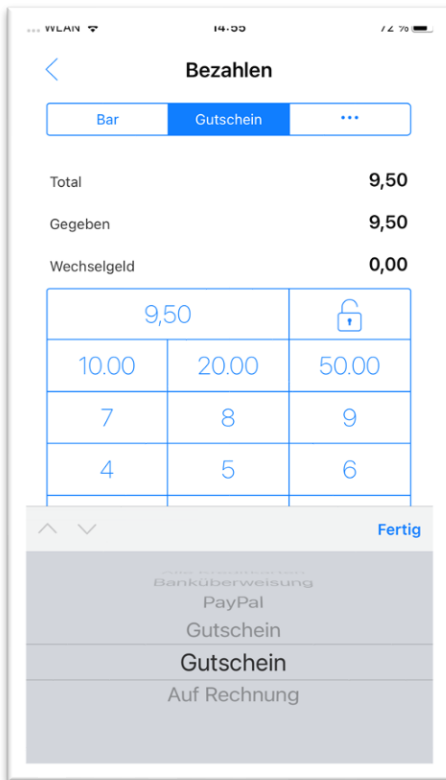 WLAN 14:55 72 %
Bezahlen
Bar Gutschein ...
Total 9,50
Gegeben 9,50
Wechselgeld 0,00
9,50
10.00 20.00 50.00
7 8 9
4 5 6
Fertig
Banküberweisung
PayPal
Gutschein
Gutschein
Auf Rechnung